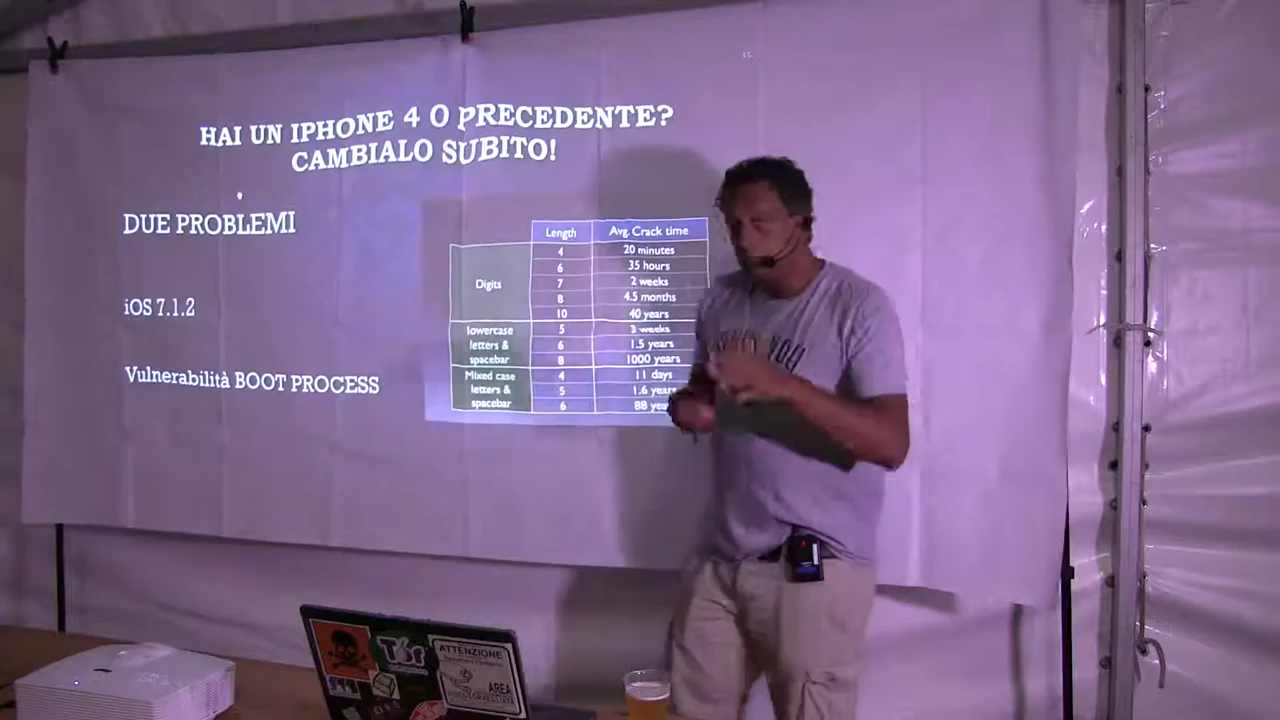 HAI UN IPHONE 4 O PRECEDENTE?
CAMBIALO SUBITO!
DUE PROBLEMI
iOS 7.1.2
Vulnerabilità BOOT PROCESS
Length Avg. Crack time
Digits
4 20 minutes
6 35 hours
7 2 weeks
8 4.5 months
10 40 years
lowercase letters & spacebar
5 3 weeks
6 1.5 years
8 1000 years
Mixed case letters & spacebar
4 11 days
5 1.6 years
6 88 years
YOU
Tor
ATTENZIONE
AREA
VIDEOSORVEGLIATA